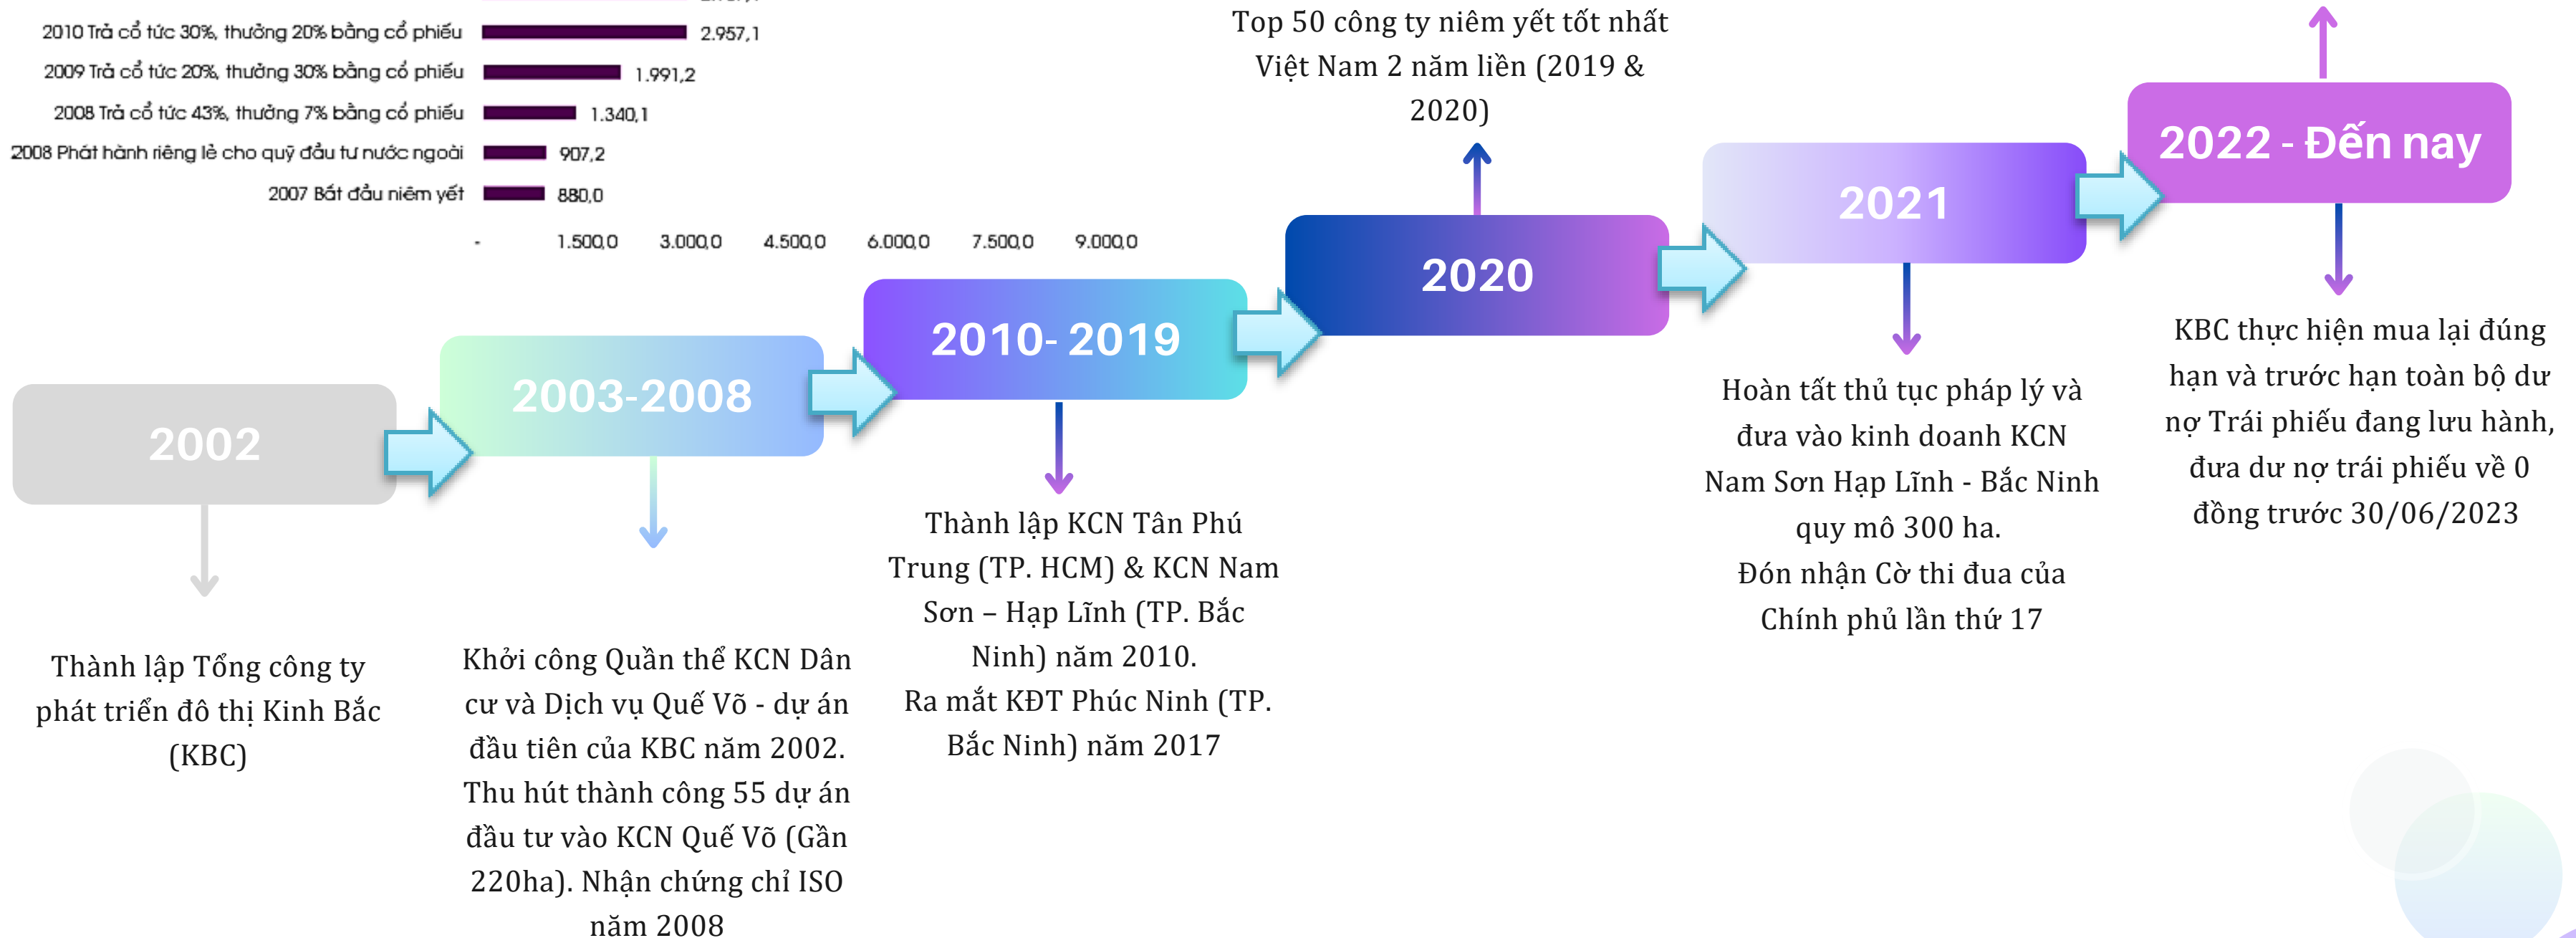 2010 Trả cổ tức 30%, thưởng 20% bằng cổ phiếu 2.957,1
2009 Trả cổ tức 20%, thưởng 30% bằng cổ phiếu 1.991,2
2008 Trả cổ tức 43%, thưởng 7% bằng cổ phiếu 1.340,1
2008 Phát hành riêng lẻ cho quỹ đầu tư nước ngoài 907,2
2007 Bắt đầu niêm yết 880,0
- 1.500,0 3.000,0 4.500,0 6.000,0 7.500,0 9.000,0
2002
Thành lập Tổng công ty
phát triển đô thị Kinh Bắc
(KBC)
2003-2008
Khởi công Quần thể KCN Dân
cư và Dịch vụ Quế Võ - dự án
đầu tiên của KBC năm 2002.
Thu hút thành công 55 dự án
đầu tư vào KCN Quế Võ (Gần
220ha). Nhận chứng chỉ ISO
năm 2008
2010- 2019
Thành lập KCN Tân Phú
Trung (TP. HCM) & KCN Nam
Sơn – Hạp Lĩnh (TP. Bắc
Ninh) năm 2010.
Ra mắt KĐT Phúc Ninh (TP.
Bắc Ninh) năm 2017
Top 50 công ty niêm yết tốt nhất
Việt Nam 2 năm liền (2019 &
2020)
2020
2021
Hoàn tất thủ tục pháp lý và
đưa vào kinh doanh KCN
Nam Sơn Hạp Lĩnh - Bắc Ninh
quy mô 300 ha.
Đón nhận Cờ thi đua của
Chính phủ lần thứ 17
2022 - Đến nay
KBC thực hiện mua lại đúng
hạn và trước hạn toàn bộ dư
nợ Trái phiếu đang lưu hành,
đưa dư nợ trái phiếu về 0
đồng trước 30/06/2023